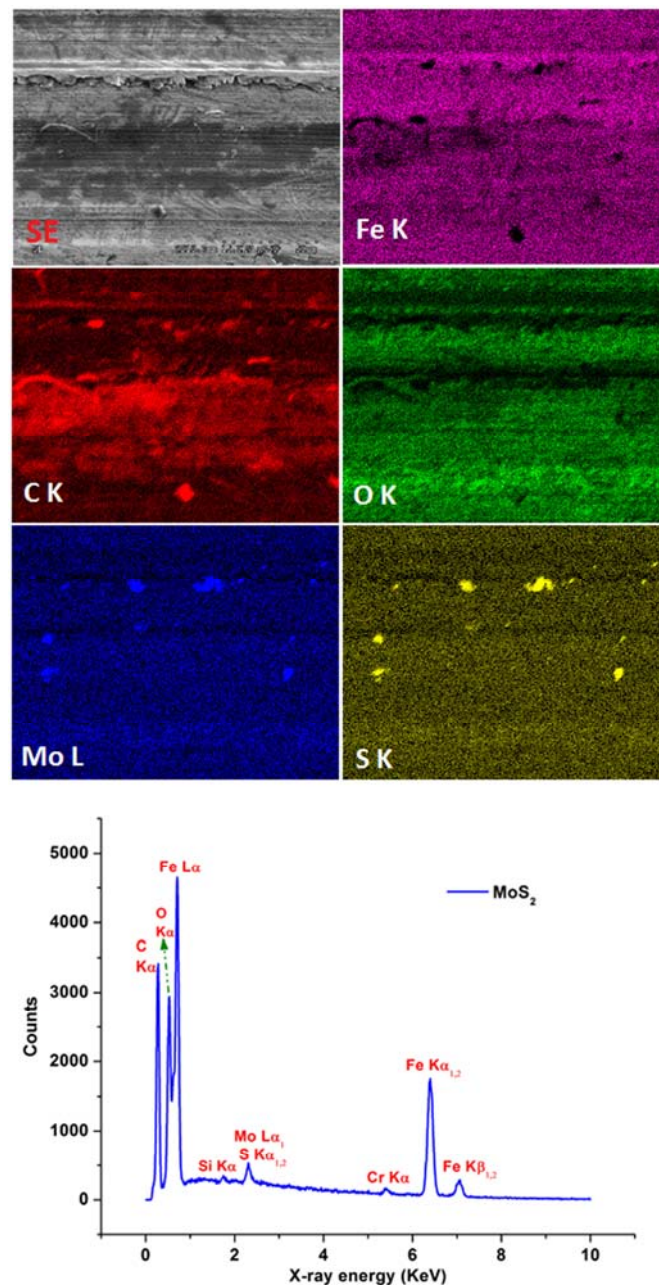 SE
Fe K
C K
O K
Mo L
S K
Fe Lα
O
Kα
C
Kα
MoS₂
Fe Kα₁,₂
Mo Lα₁
S Kα₁,₂
Si Kα
Cr Kα
Fe Kβ₁,₂
5000
4000
3000
2000
1000
0
Counts
0 2 4 6 8 10
X-ray energy (KeV)